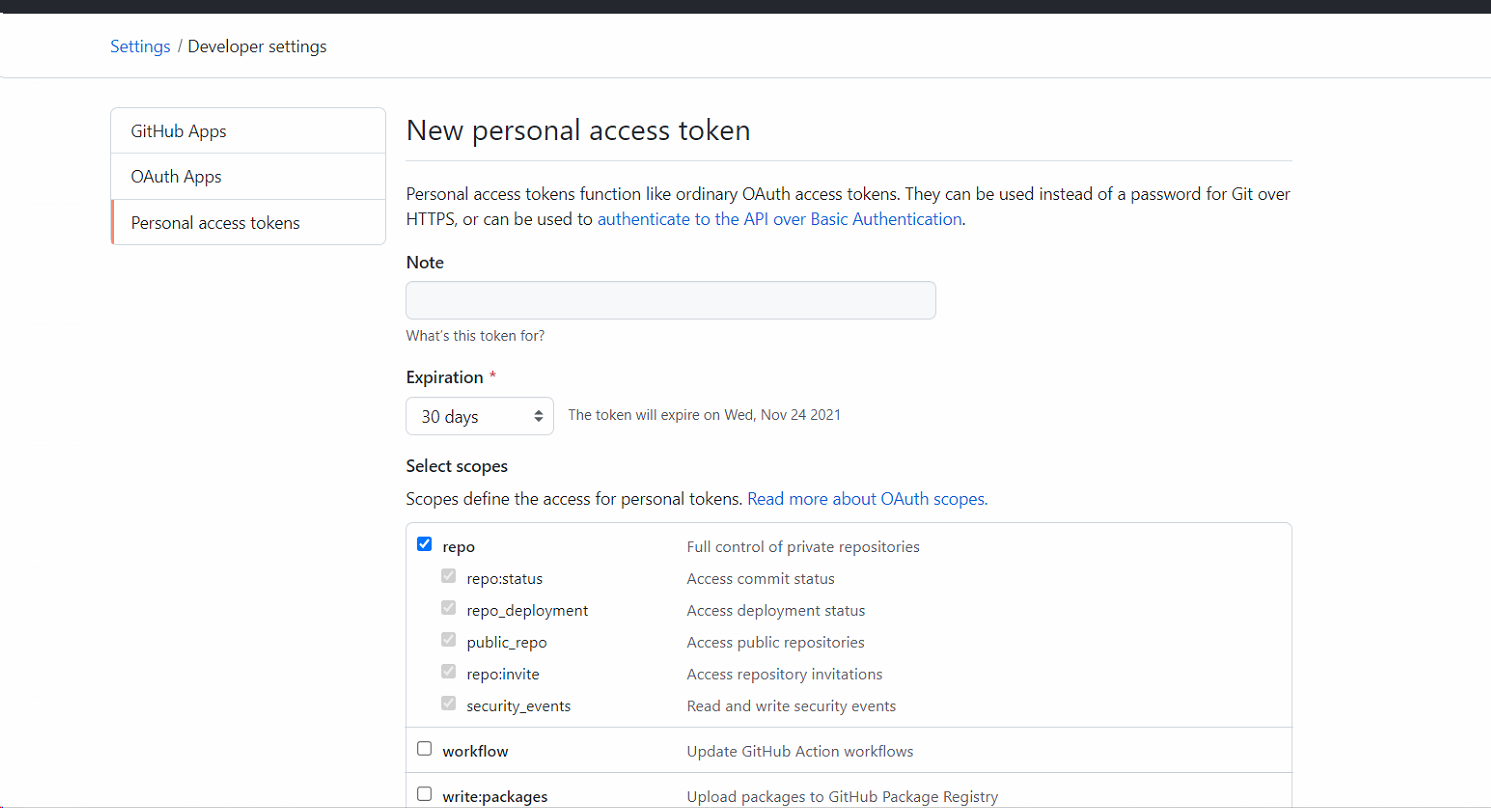 Settings / Developer settings
GitHub Apps
OAuth Apps
Personal access tokens
New personal access token
Personal access tokens function like ordinary OAuth access tokens. They can be used instead of a password for Git over
HTTPS, or can be used to authenticate to the API over Basic Authentication.
Note
What's this token for?
Expiration *
30 days The token will expire on Wed, Nov 24 2021
Select scopes
Scopes define the access for personal tokens. Read more about OAuth scopes.
repo Full control of private repositories
repo:status Access commit status
repo_deployment Access deployment status
public_repo Access public repositories
repo:invite Access repository invitations
security_events Read and write security events
workflow Update GitHub Action workflows
write:packages Upload packages to GitHub Package Registry